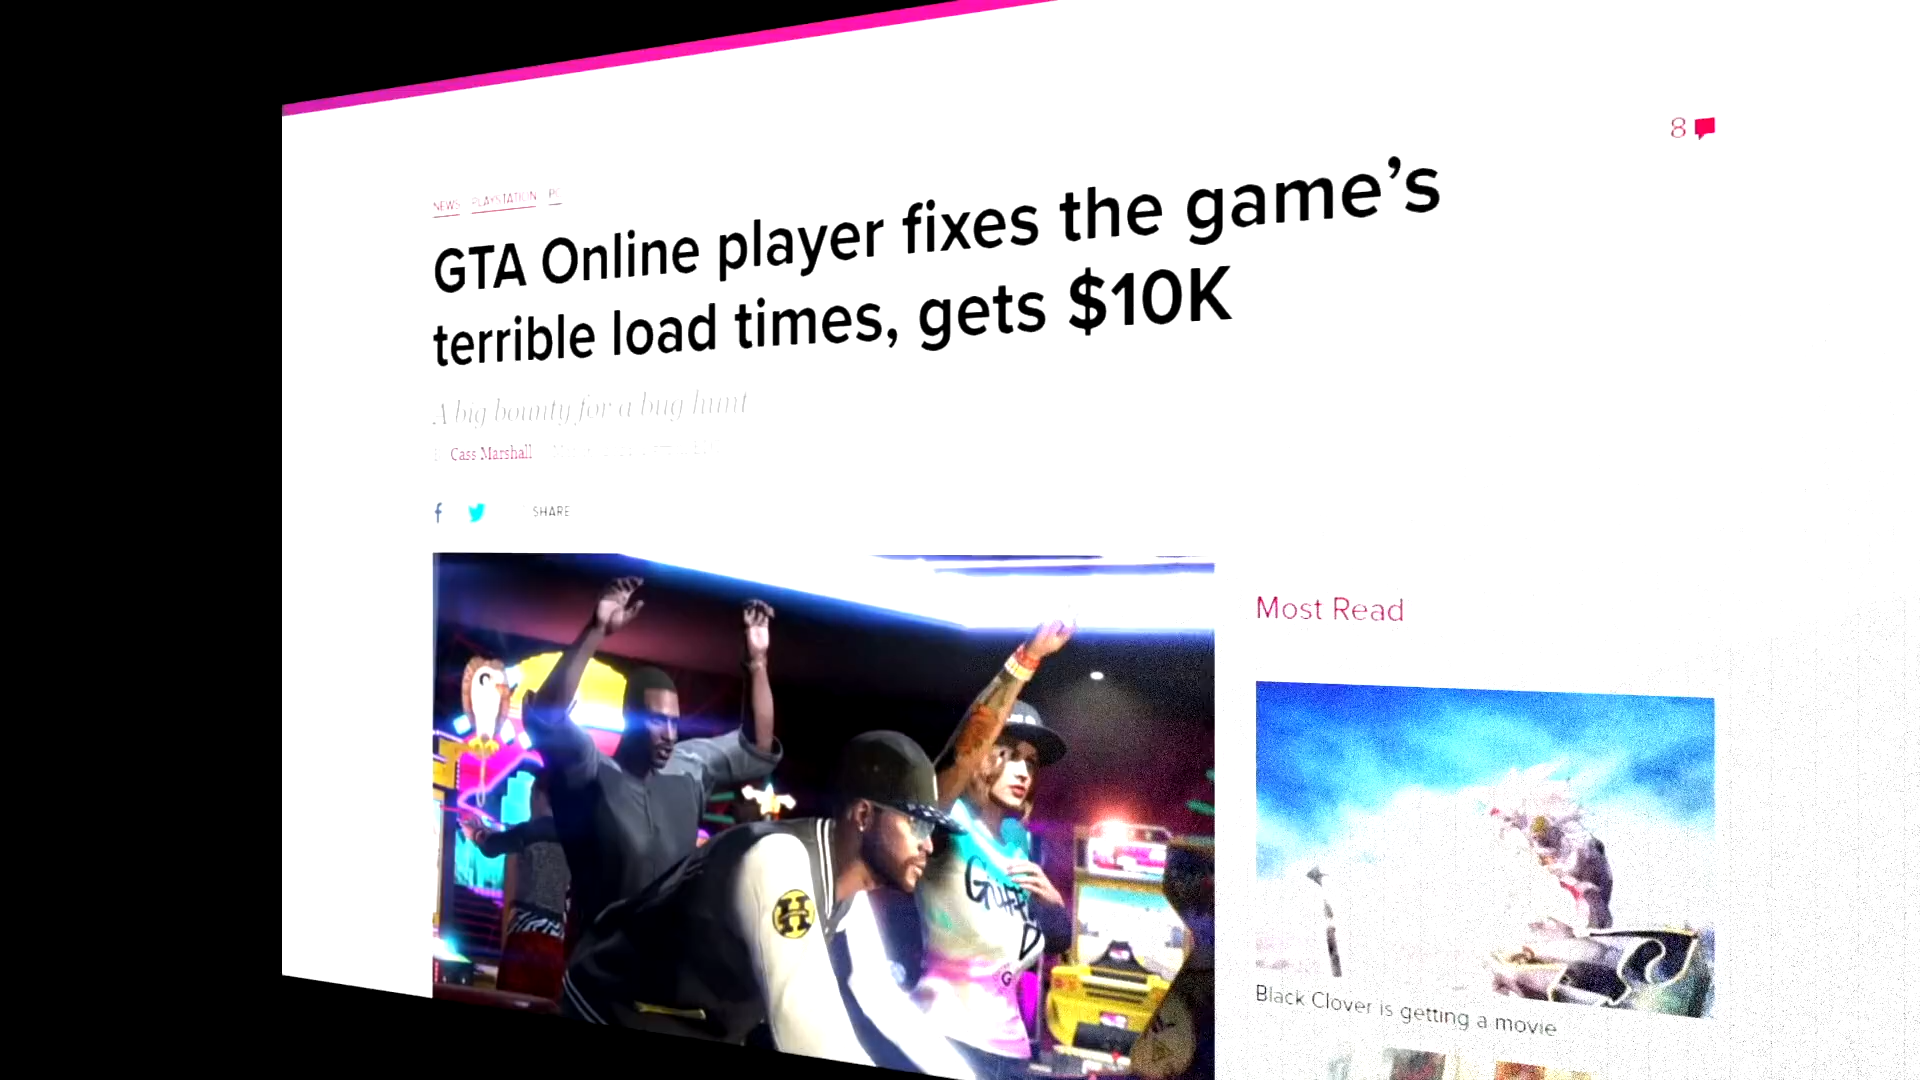 8
NEWS PLAYSTATION PC
GTA Online player fixes the game's
terrible load times, gets $10K
A big bounty for a bug hunt
Cass Marshall
SHARE
Most Read
Black Clover is getting a movie